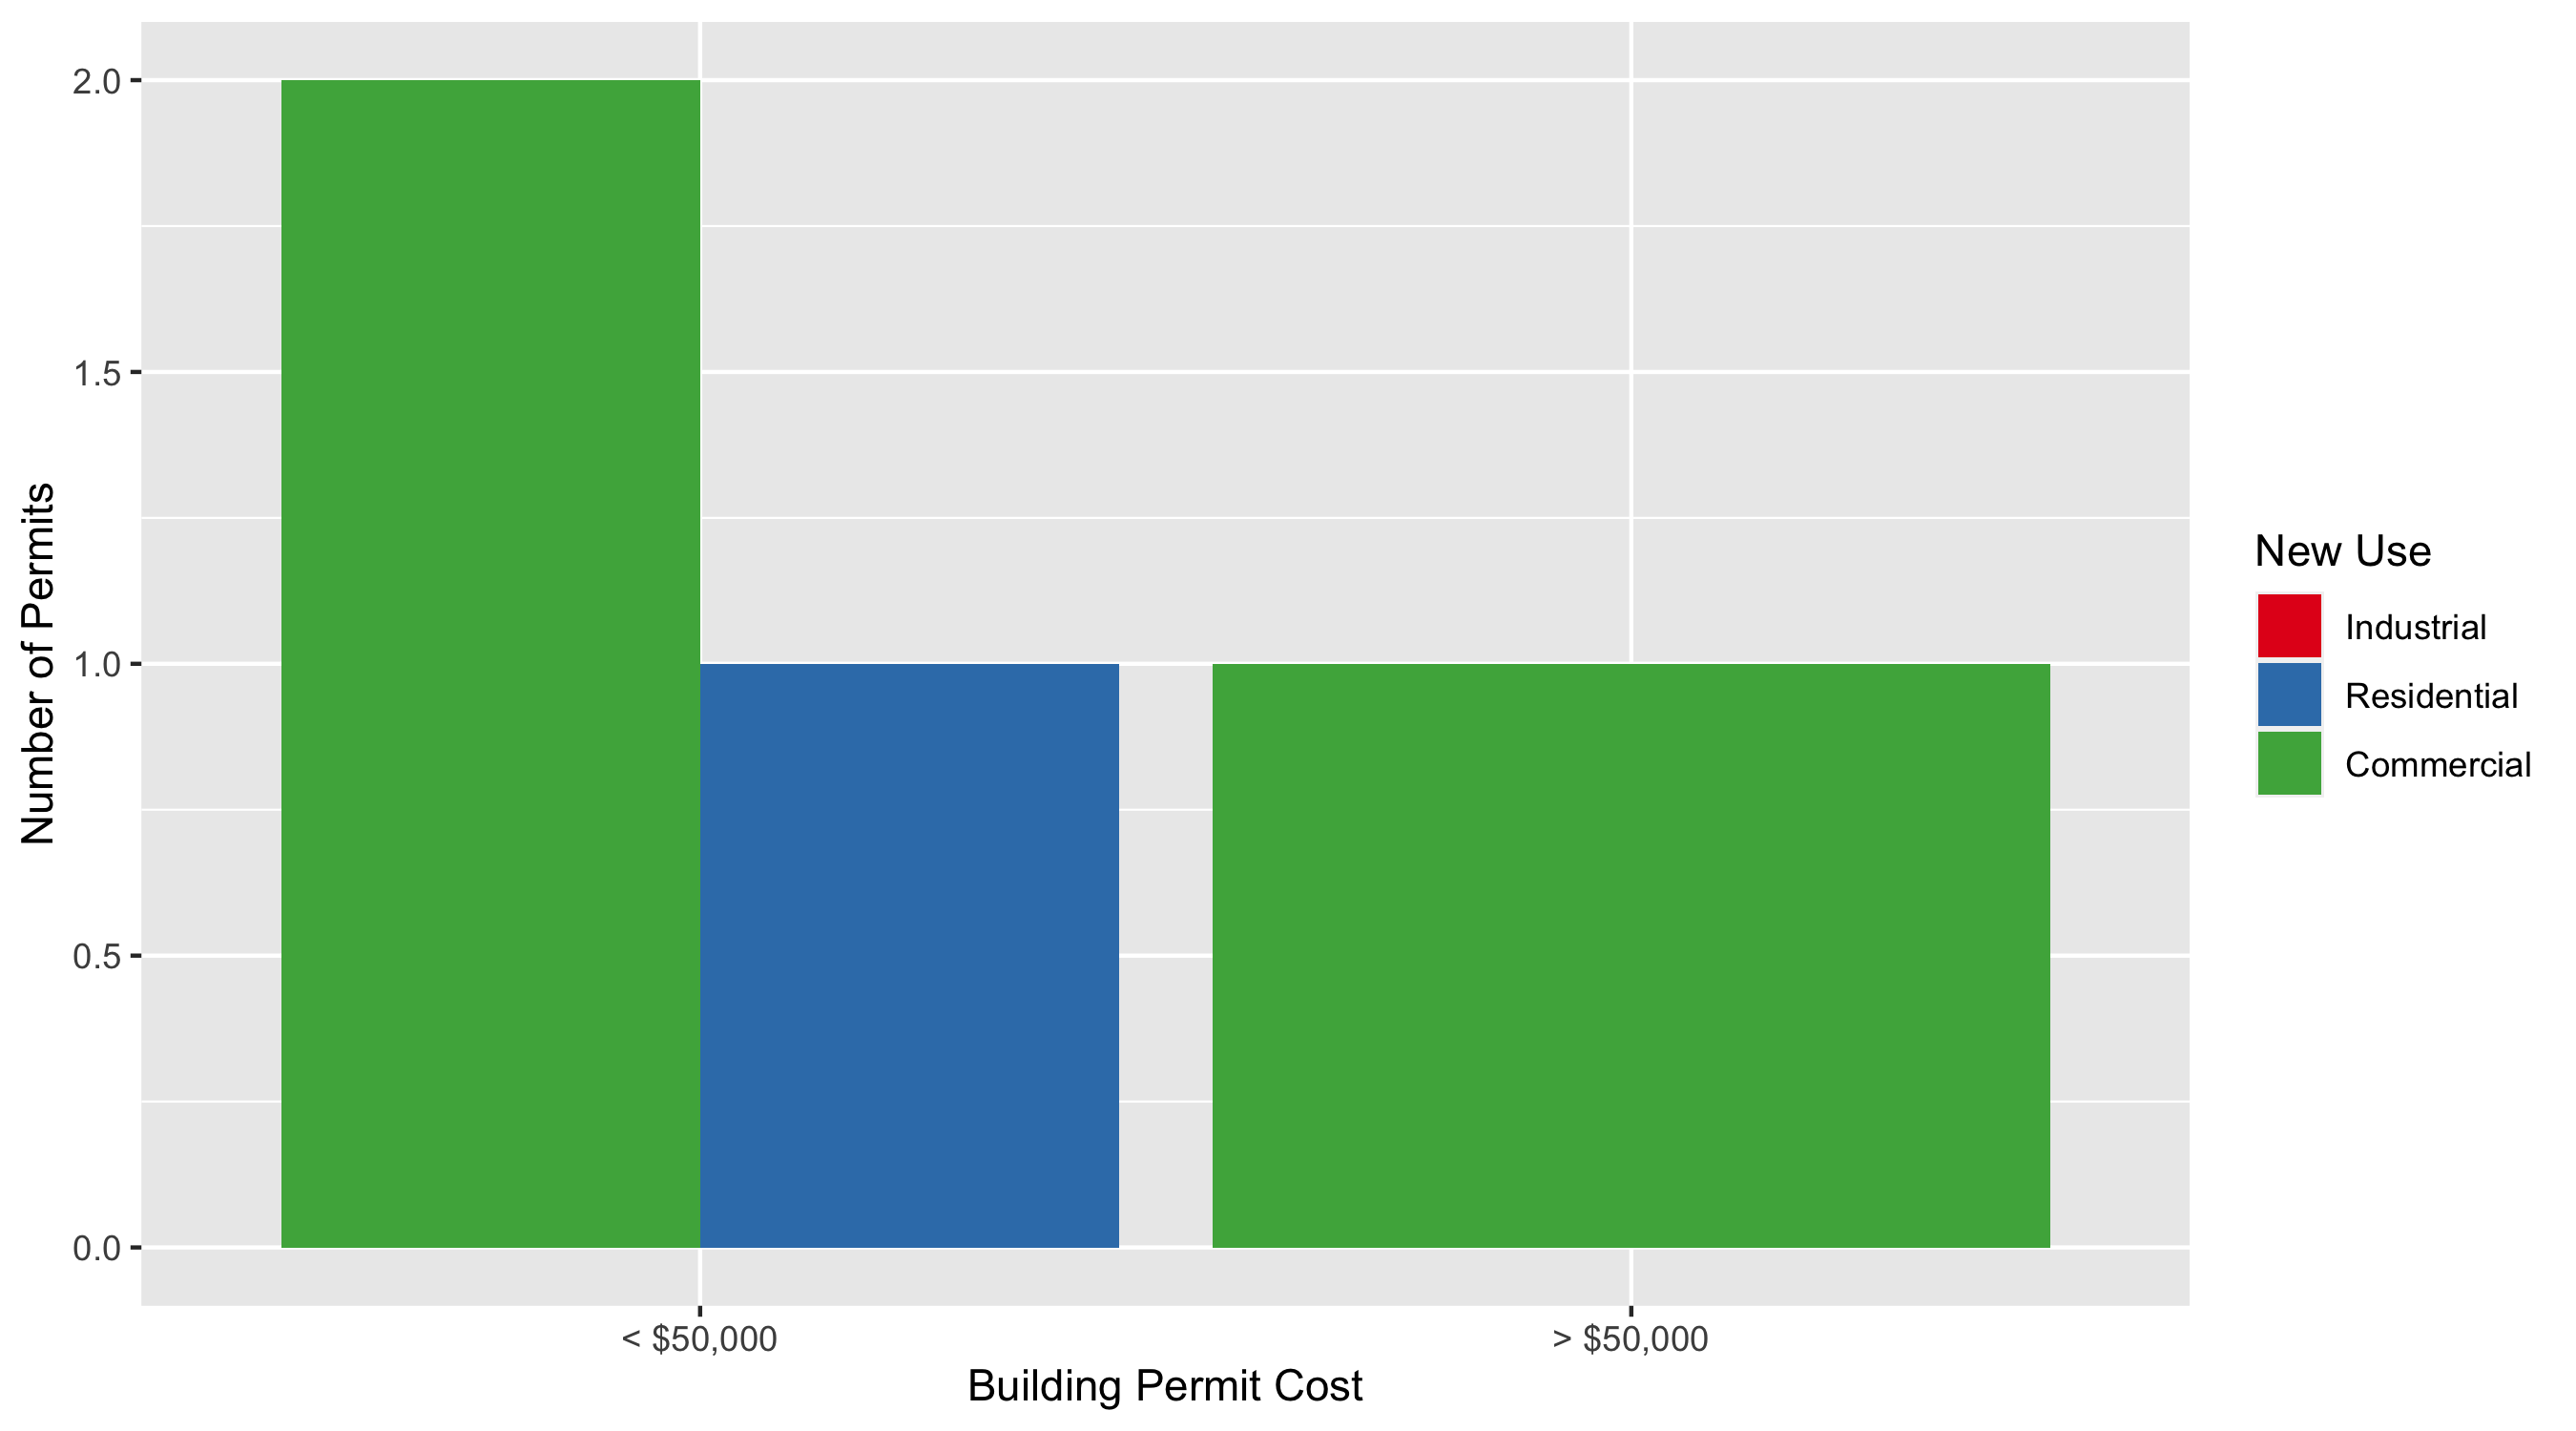 2.0
1.5
1.0
0.5
0.0
Number of Permits
< $50,000
> $50,000
Building Permit Cost
New Use
Industrial
Residential
Commercial